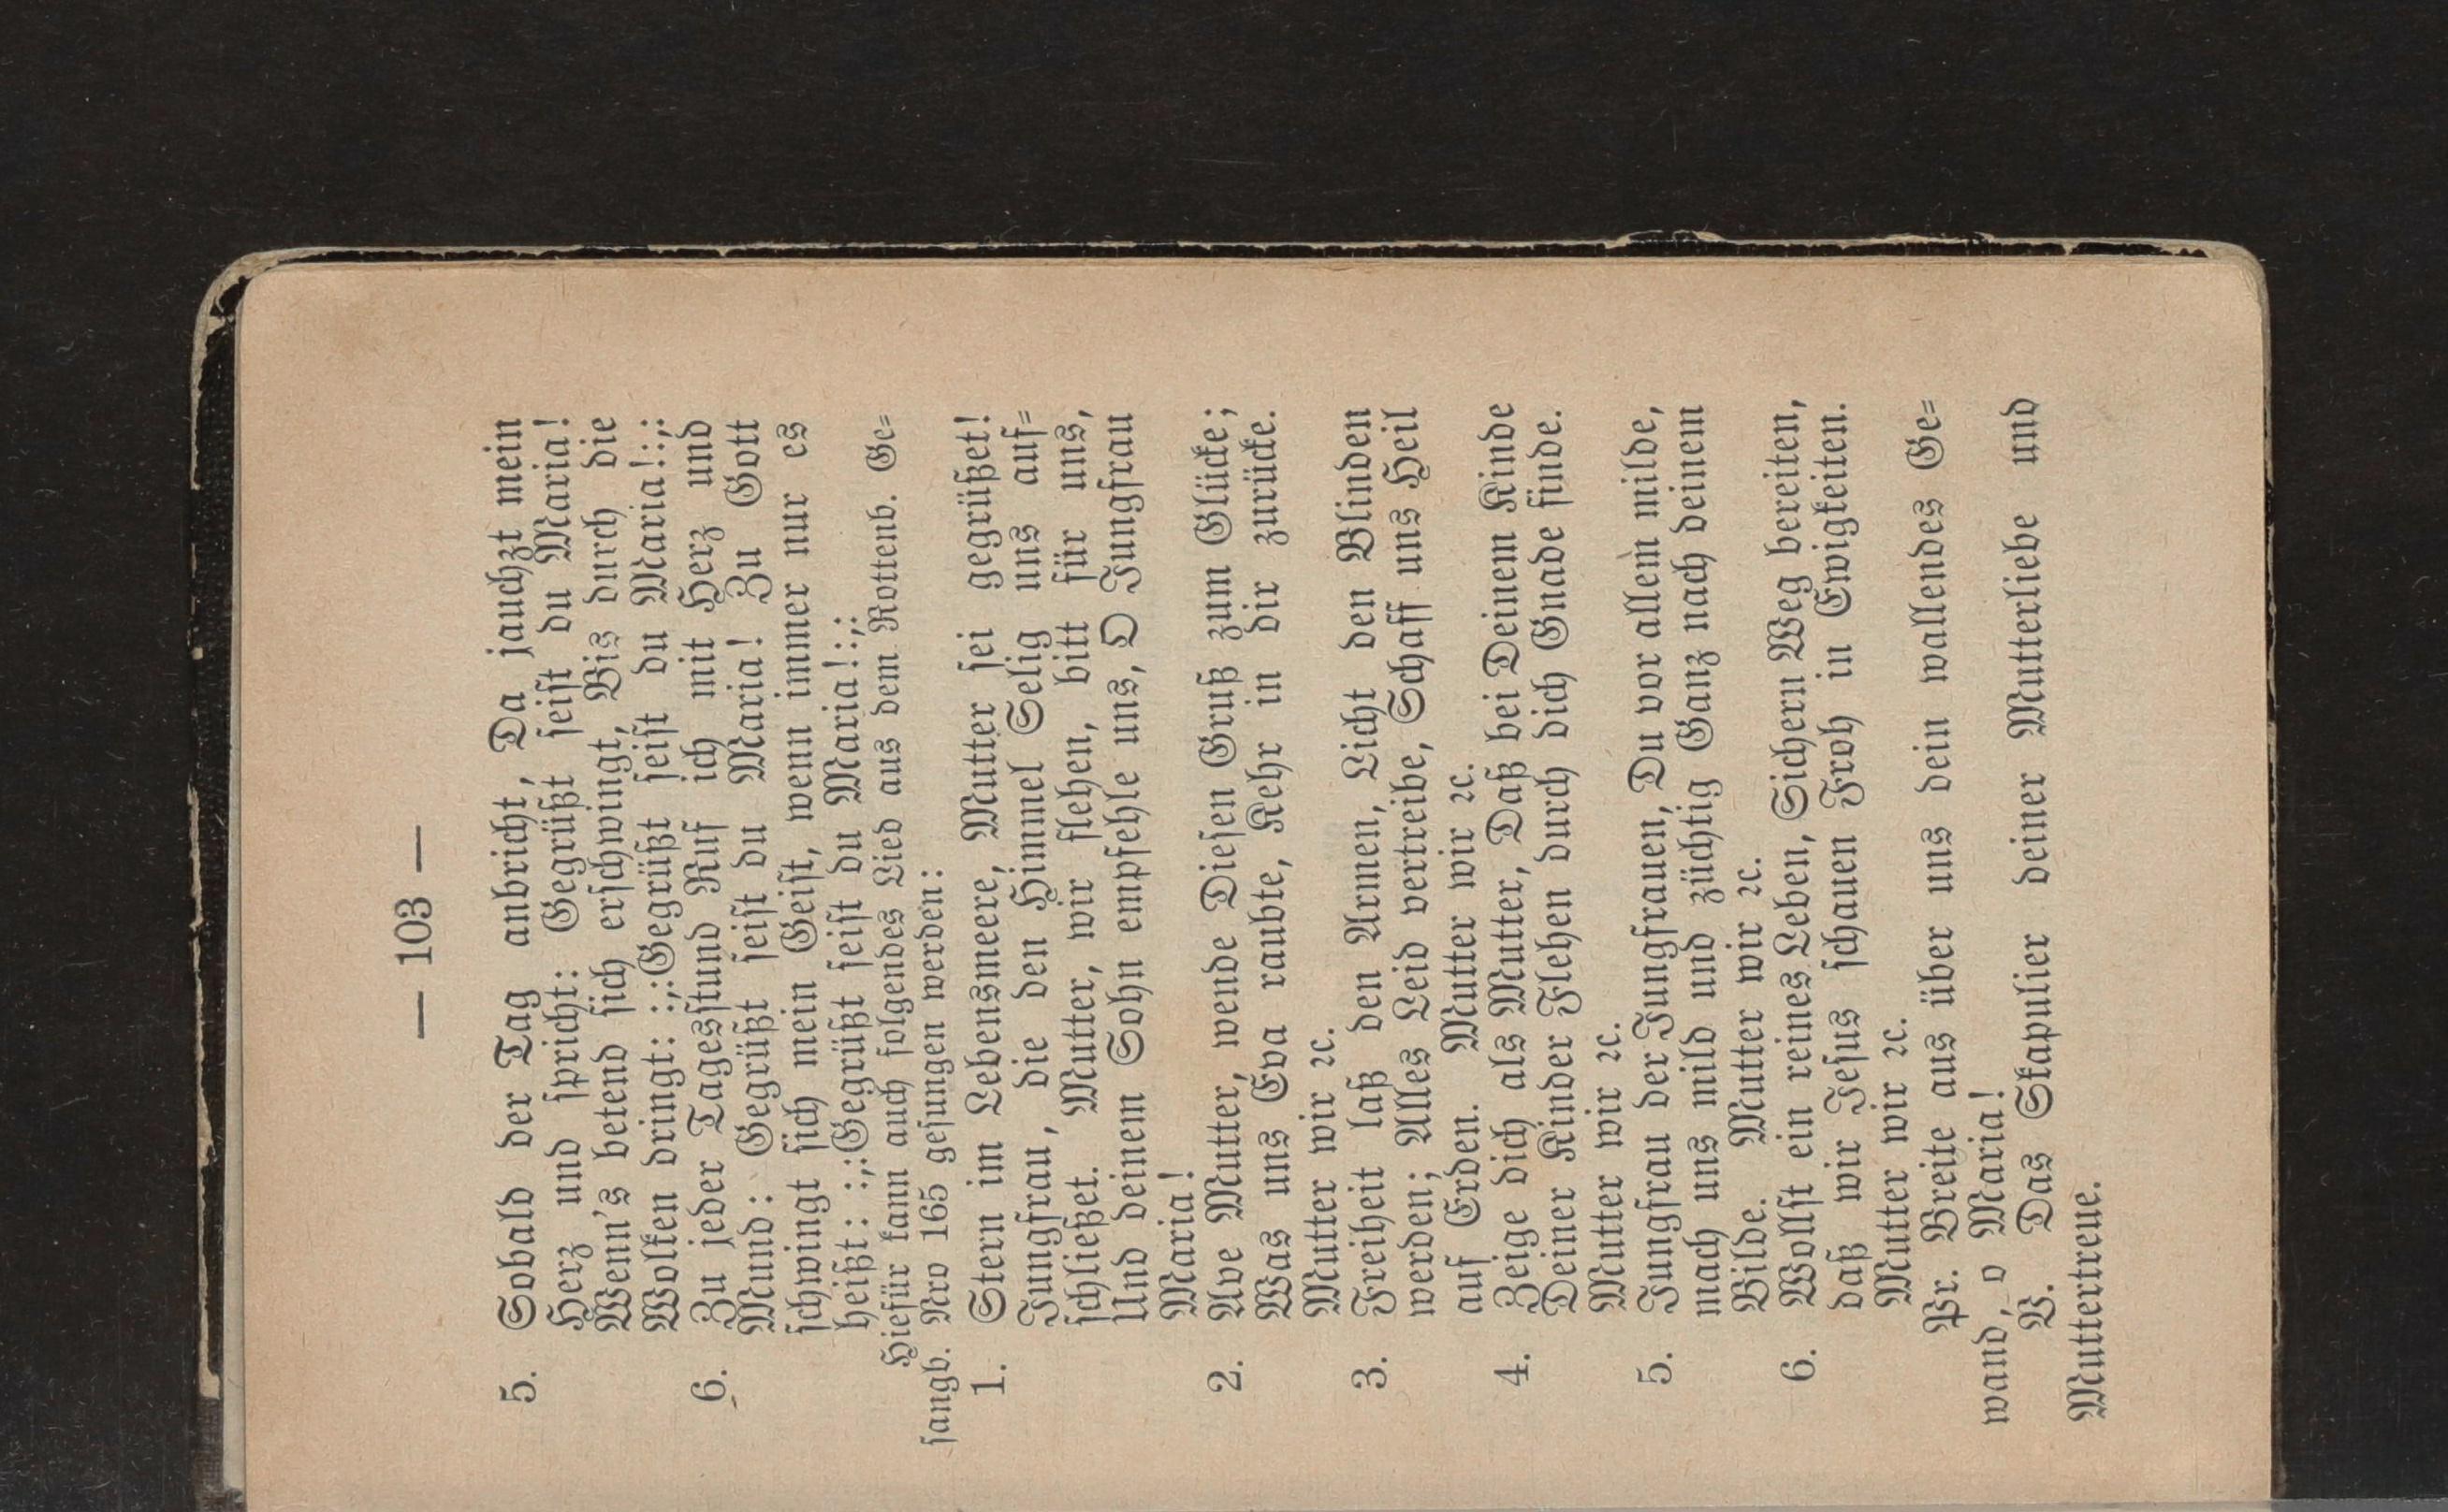 — 103 —
5. Sobald der Tag anbricht, Da jauchzt mein
Herz und ſpricht: Gegrüßt ſeiſt du Maria!
Wenn's betend ſich erſchwingt, Bis durch die
Wolken dringt: :,:Gegrüßt ſeiſt du Maria!:,:
6. Zu jeder Tagesſtund Ruf ich mit Herz und
Mund: Gegrüßt ſeiſt du Maria! Zu Gott
ſchwingt ſich mein Geiſt, wenn immer nur es
heißt: :,:Gegrüßt ſeiſt du Maria!:,:
Hiefür kann auch folgendes Lied aus dem Rottenb. Ge=
ſangb. Nro 165 geſungen werden:
1. Stern im Lebensmeere, Mutter ſei gegrüßet!
Jungfrau, die den Himmel Selig uns auf=
ſchließet. Mutter, wir flehen, bitt für uns,
Und deinem Sohn empfehle uns, O Jungfrau
Maria!
2. Ave Mutter, wende Dieſen Gruß zum Glücke;
Was uns Eva raubte, Kehr in dir zurücke.
Mutter wir ꝛc.
3. Freiheit laß den Armen, Licht den Blinden
werden; Alles Leid vertreibe, Schaff uns Heil
auf Erden. Mutter wir ꝛc.
4. Zeige dich als Mutter, Daß bei Deinem Kinde
Deiner Kinder Flehen durch dich Gnade finde.
Mutter wir ꝛc.
5. Jungfrau der Jungfrauen, Du vor allem milde,
mach uns mild und züchtig Ganz nach deinem
Bilde. Mutter wir ꝛc.
6. Wollſt ein reines Leben, Sichern Weg bereiten,
daß wir Jeſus ſchauen Froh in Ewigkeiten.
Mutter wir ꝛc.
Pr. Breite aus über uns dein wallendes Ge=
wand, o Maria!
V. Das Skapulier deiner Mutterliebe und
Muttertreue.